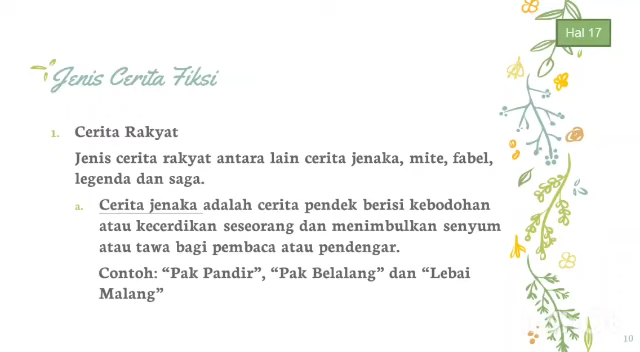 Hal 17
Jenis Cerita Fiksi
1. Cerita Rakyat
Jenis cerita rakyat antara lain cerita jenaka, mite, fabel,
legenda dan saga.
a. Cerita jenaka adalah cerita pendek berisi kebodohan
atau kecerdikan seseorang dan menimbulkan senyum
atau tawa bagi pembaca atau pendengar.
Contoh: “Pak Pandir”, “Pak Belalang” dan “Lebai
Malang”
10